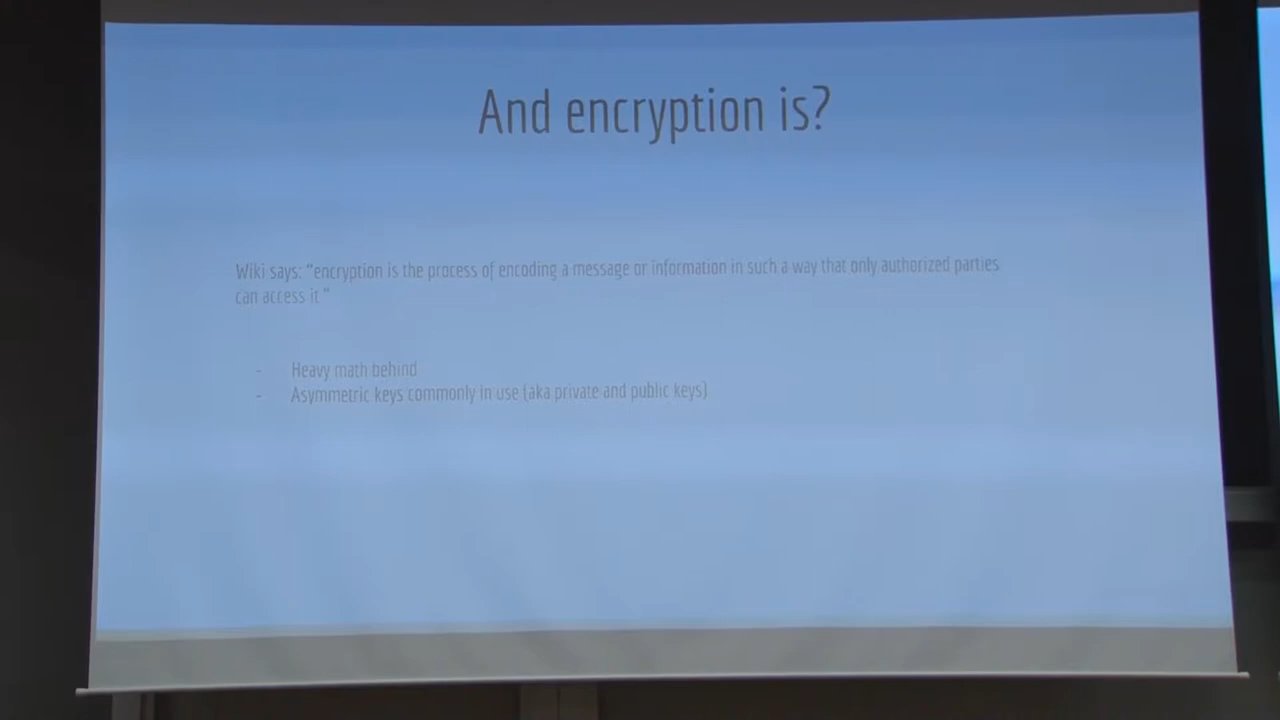 And encryption is?
Wiki says: "encryption is the process of encoding a message or information in such a way that only authorized parties
can access it "
- Heavy math behind
- Asymmetric keys commonly in use (aka private and public keys)